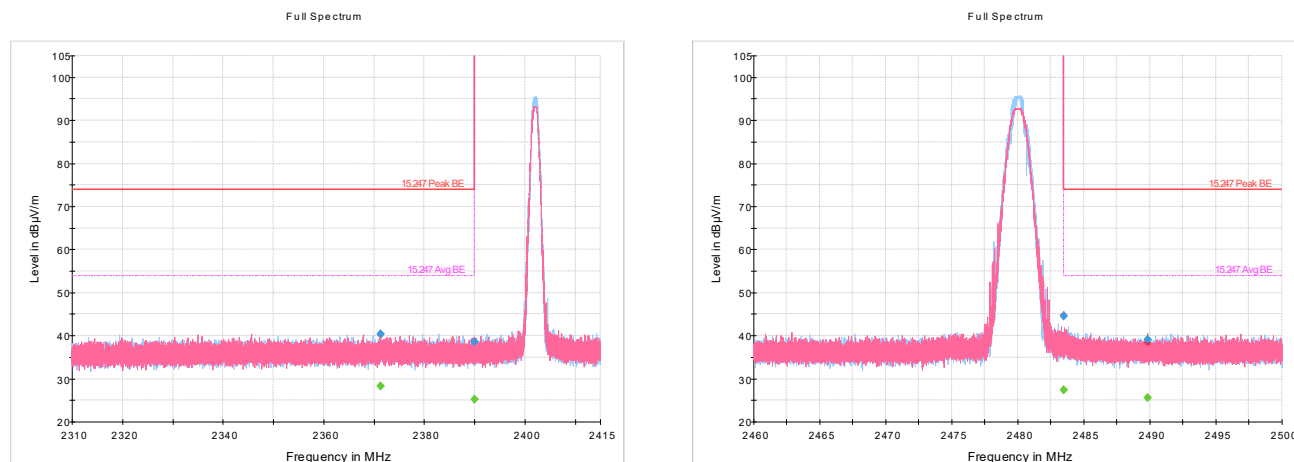 Full Spectrum
105
100
90
80
70
60
50
40
30
20
Level in dBµV/m
15.247 Peak BE
15.247 Avg BE
2310 2320 2340 2360 2380 2400 2415
Frequency in MHz
Full Spectrum
105
100
90
80
70
60
50
40
30
20
Level in dBµV/m
15.247 Peak BE
15.247 Avg BE
2460 2465 2470 2475 2480 2485 2490 2495 2500
Frequency in MHz